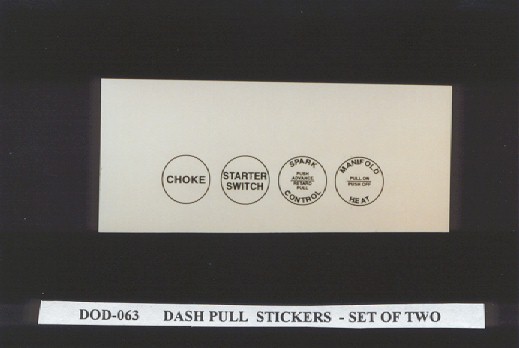 CHOKE
STARTER
SWITCH
SPARK
PUSH
ADVANCE
RETARD
PULL
CONTROL
MANIFOLD
PULL ON
PUSH OFF
HEAT
DOD-063 DASH PULL STICKERS - SET OF TWO